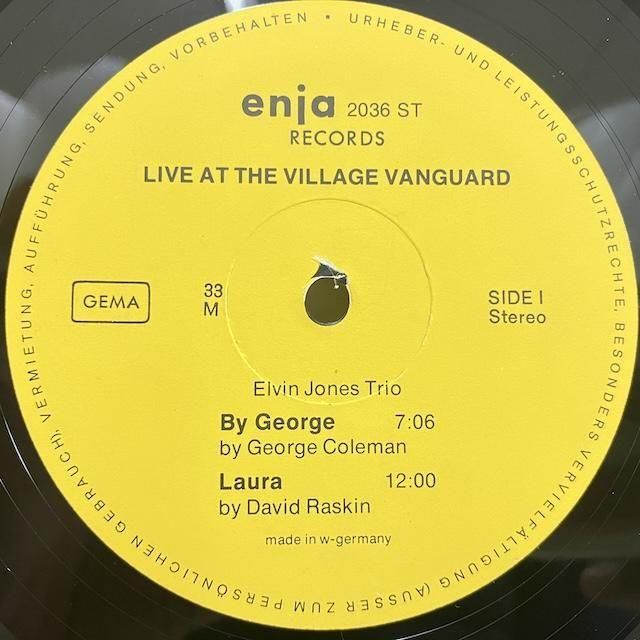 URHEBER- UND LEISTUNGSSCHUTZRECHTE, BESONDERS VERVIELFÄLTIGUNG (AUSSER ZUM PERSÖNLICHEN GEBRAUCH), VERMIETUNG, AUFFÜHRUNG, SENDUNG, VORBEHALTEN •
enja 2036 ST
RECORDS
LIVE AT THE VILLAGE VANGUARD
GEMA
33
M
SIDE I
Stereo
Elvin Jones Trio
By George 7:06
by George Coleman
Laura 12:00
by David Raskin
made in w-germany